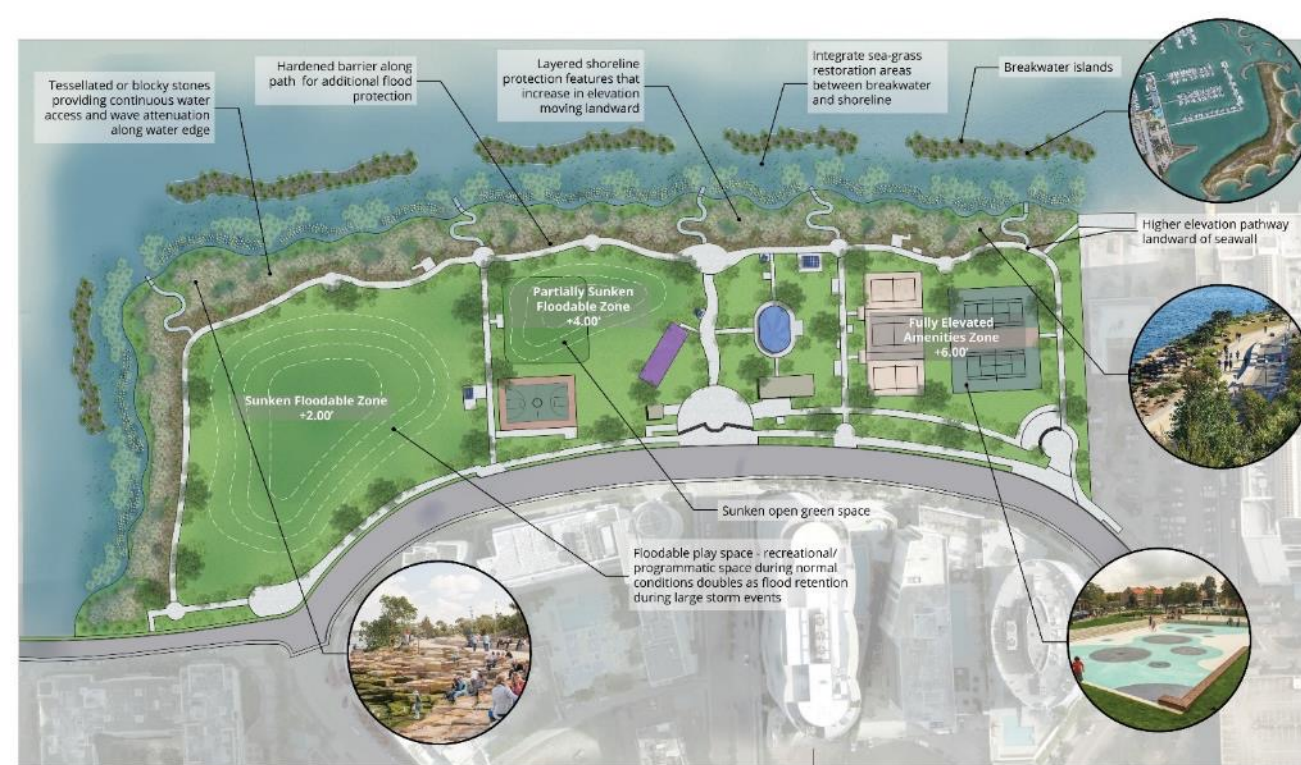 Tessellated or blocky stones
providing continuous water
access and wave attenuation
along water edge
Hardened barrier along
path for additional flood
protection
Layered shoreline
protection features that
increase in elevation
moving landward
Integrate sea-grass
restoration areas
between breakwater
and shoreline
Breakwater islands
Higher elevation pathway
landward of seawall
Partially Sunken
Floodable Zone
+4.00'
Fully Elevated
Amenities Zone
+6.00'
Sunken Floodable Zone
+2.00'
Sunken open green space
Floodable play space - recreational/
programmatic space during normal
conditions doubles as flood retention
during large storm events